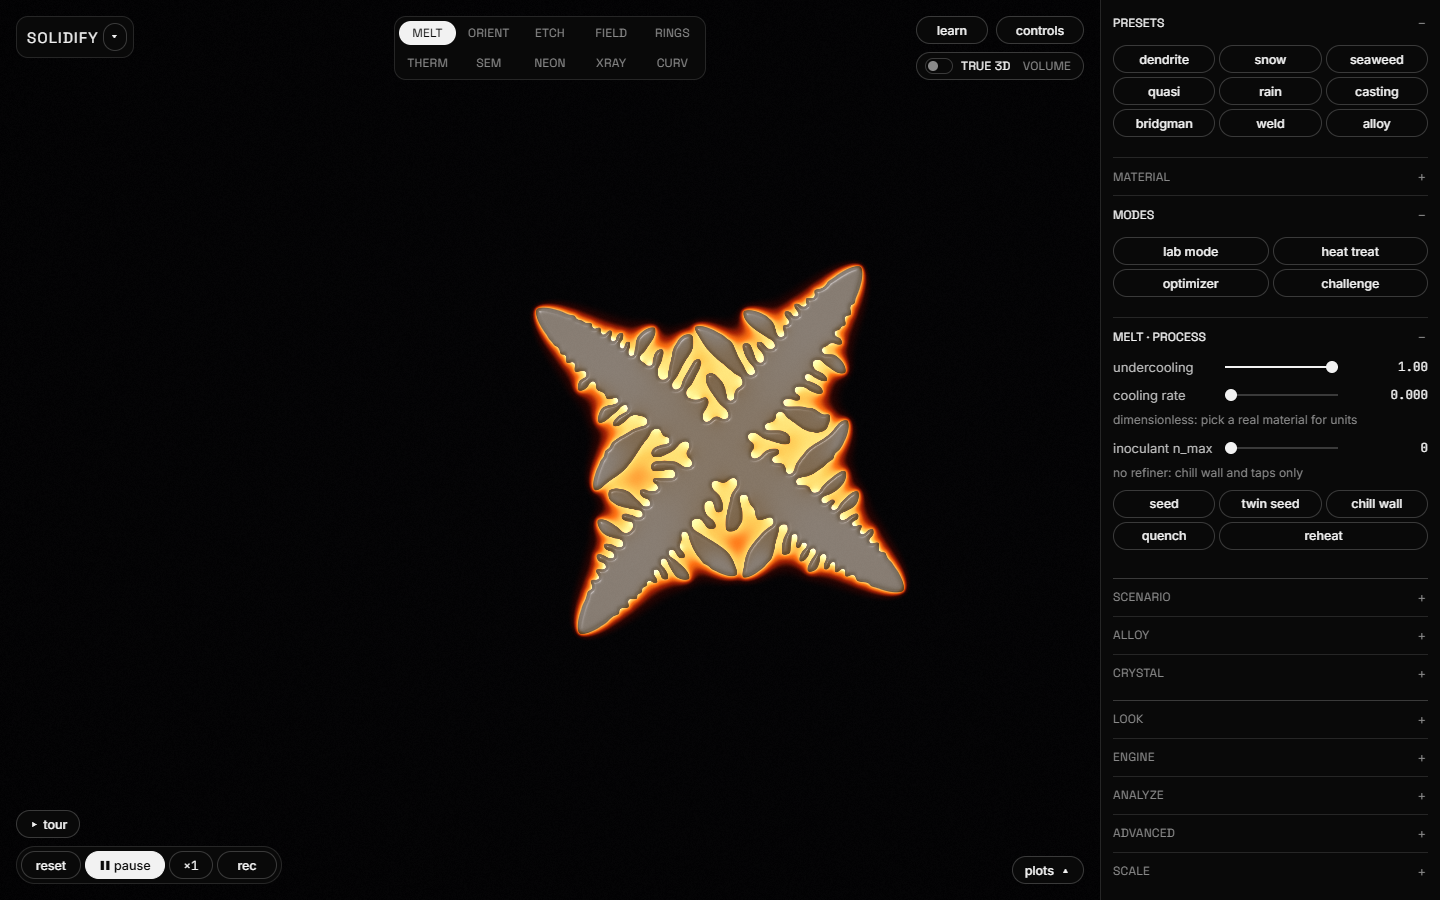 SOLIDIFY
MELT ORIENT ETCH FIELD RINGS
THERM SEM NEON XRAY CURV
learn controls
TRUE 3D VOLUME
PRESETS −
dendrite snow seaweed
quasi rain casting
bridgman weld alloy
MATERIAL +
MODES −
lab mode heat treat
optimizer challenge
MELT · PROCESS −
undercooling 1.00
cooling rate 0.000
dimensionless: pick a real material for units
inoculant n_max 0
no refiner: chill wall and taps only
seed twin seed chill wall
quench reheat
SCENARIO +
ALLOY +
CRYSTAL +
LOOK +
ENGINE +
ANALYZE +
ADVANCED +
SCALE +
tour
reset pause ×1 rec
plots